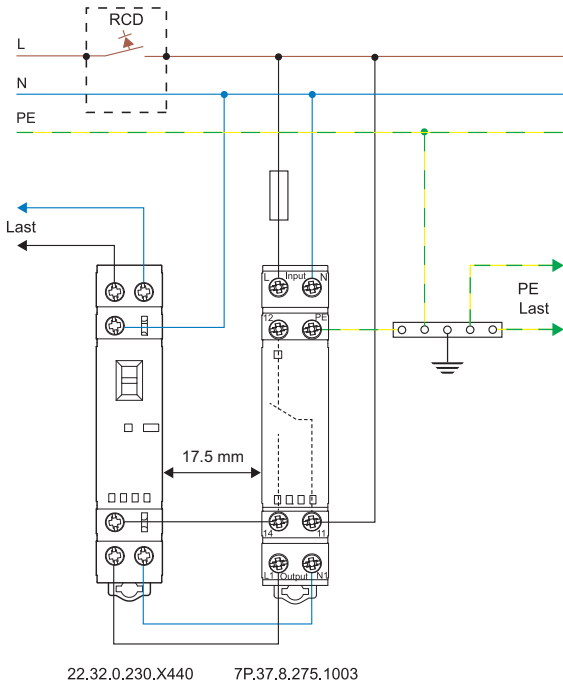 RCD
L
N
PE
Last
L Input N
12 PE
PE
Last
17.5 mm
14 11
L1 Output N1
22.32.0.230.X440 7P.37.8.275.1003